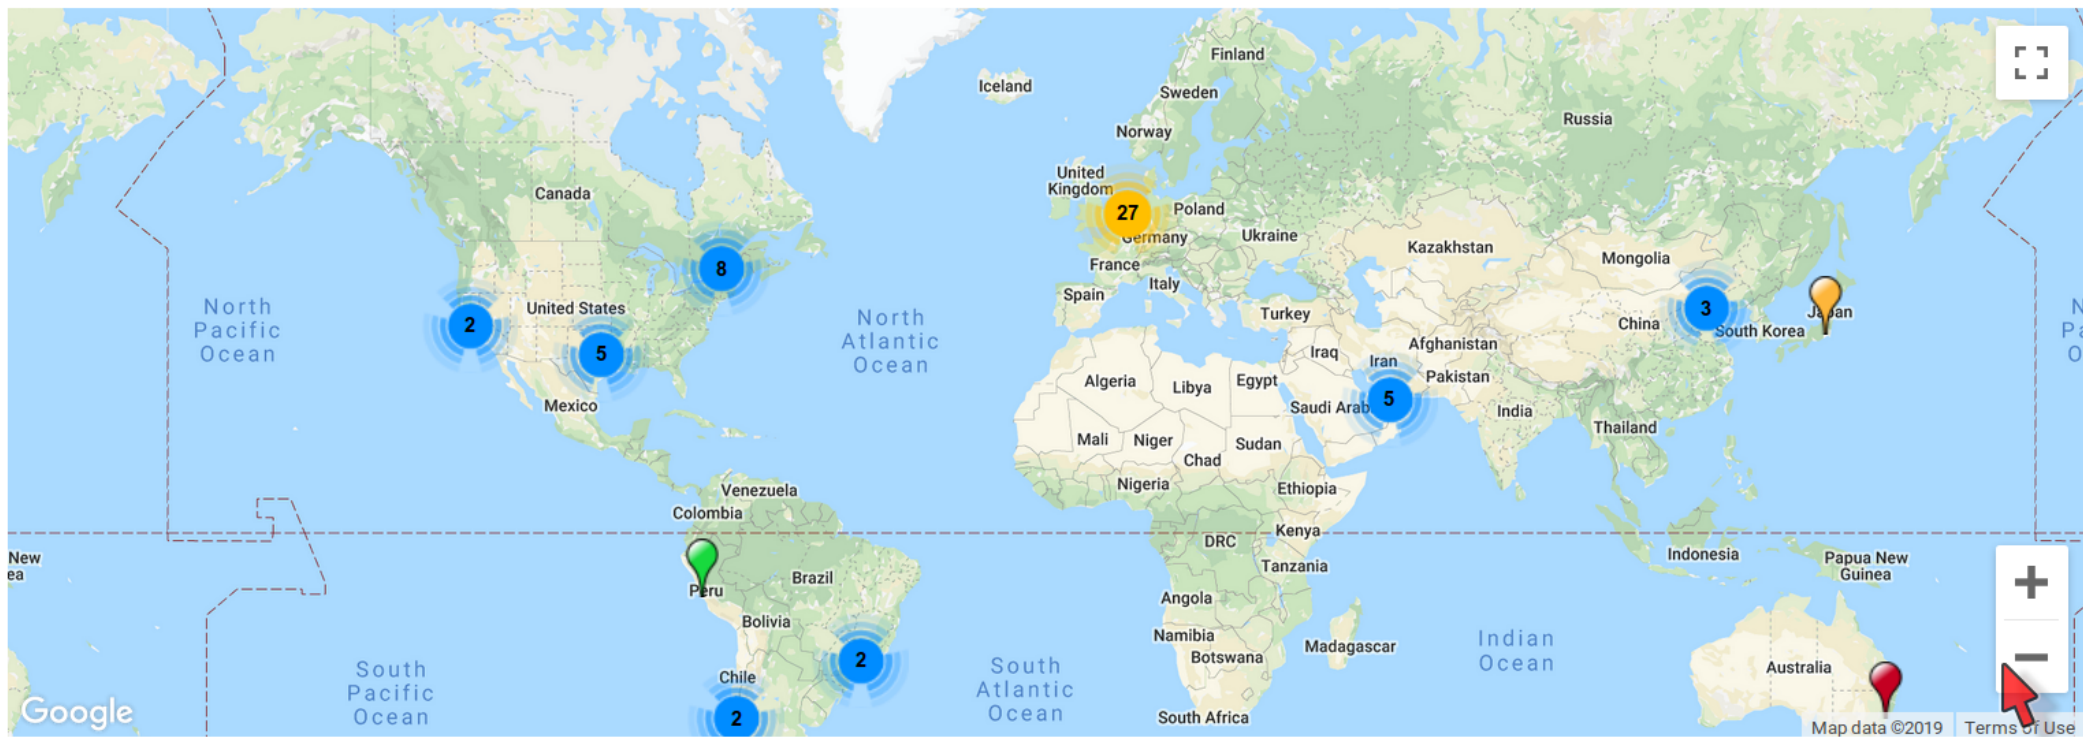 Finland
Iceland
Sweden
Russia
Norway
United
Kingdom
Canada
27
Poland
Germany
Ukraine
Kazakhstan
Mongolia
8
France
Italy
Spain
North
Pacific
Ocean
United States
2
5
North
Atlantic
Ocean
Turkey
3
Japan
China
South Korea
N
Pa
O
Iraq
Afghanistan
Iran
Pakistan
Algeria
Libya
Egypt
Saudi Arab
5
India
Mexico
Thailand
Mali
Niger
Sudan
Chad
Nigeria
Ethiopia
Venezuela
Colombia
DRC
Kenya
Tanzania
Indonesia
Papua New
Guinea
New
ea
Peru
Brazil
Angola
Bolivia
Namibia
Botswana
Madagascar
Indian
Ocean
Australia
2
South
Pacific
Ocean
Chile
2
South
Atlantic
Ocean
South Africa
Google
Map data ©2019
Terms of Use